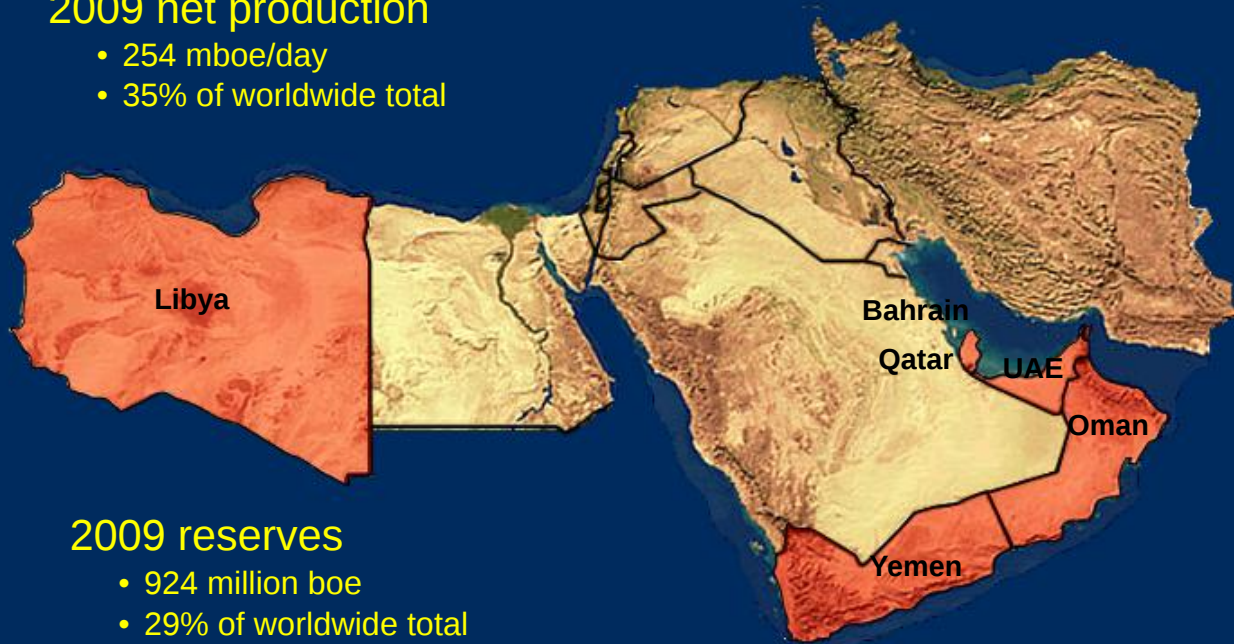 2009 net production
• 254 mboe/day
• 35% of worldwide total
Libya
Bahrain
Qatar
UAE
Oman
Yemen
2009 reserves
• 924 million boe
• 29% of worldwide total